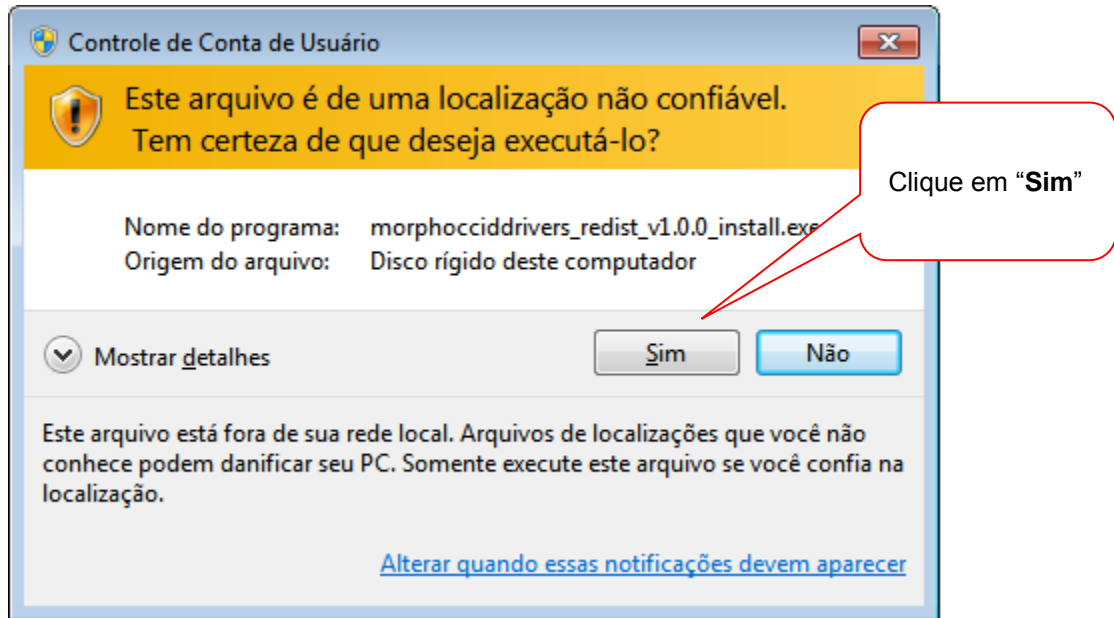 Controle de Conta de Usuário
Este arquivo é de uma localização não confiável.
Tem certeza de que deseja executá-lo?
Clique em “Sim”
Nome do programa: morphocciddrivers_redist_v1.0.0_install.exe
Origem do arquivo: Disco rígido deste computador
Mostrar detalhes
Sim
Não
Este arquivo está fora de sua rede local. Arquivos de localizações que você não
conhece podem danificar seu PC. Somente execute este arquivo se você confia na
localização.
Alterar quando essas notificações devem aparecer